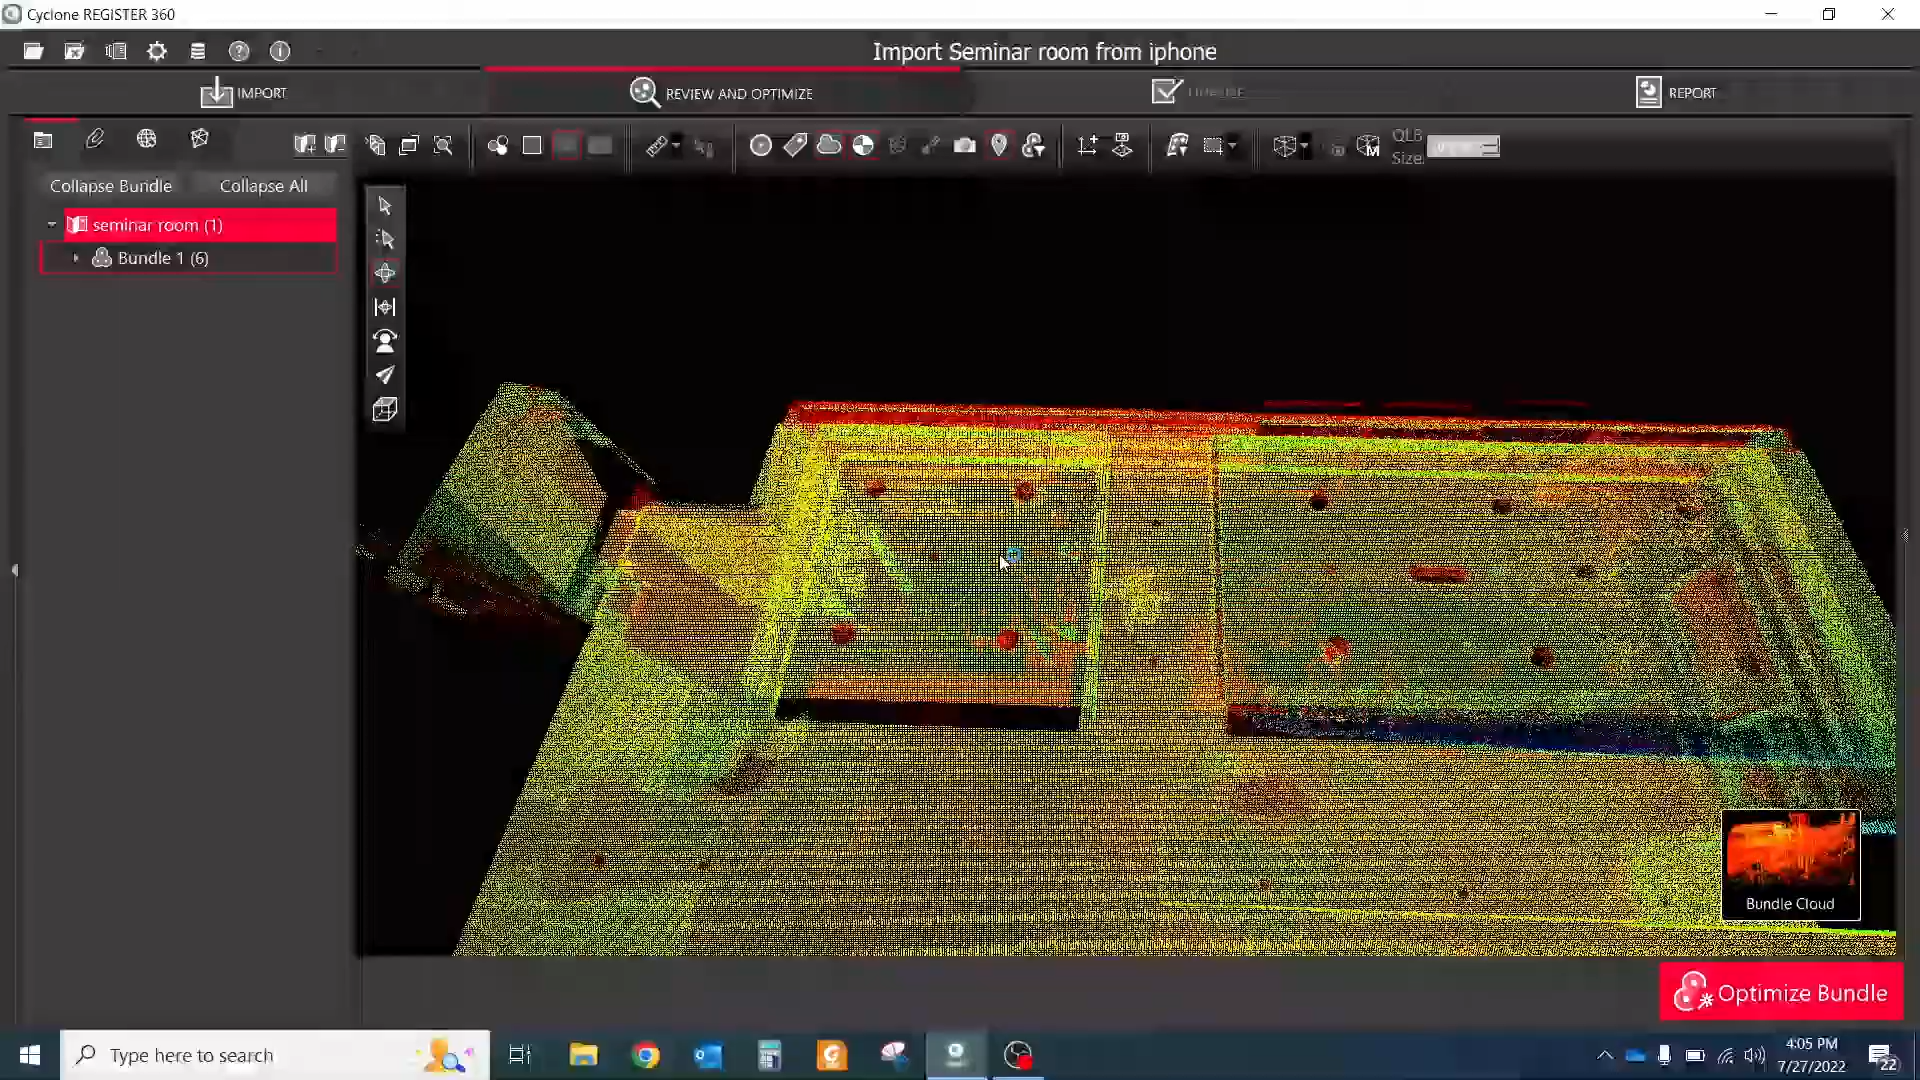 Cyclone REGISTER 360
Import Seminar room from iphone
IMPORT
REVIEW AND OPTIMIZE
REPORT
QLB
Size:
Collapse Bundle
Collapse All
seminar room (1)
Bundle 1 (6)
Bundle Cloud
Optimize Bundle
Type here to search
4:05 PM
7/27/2022
22